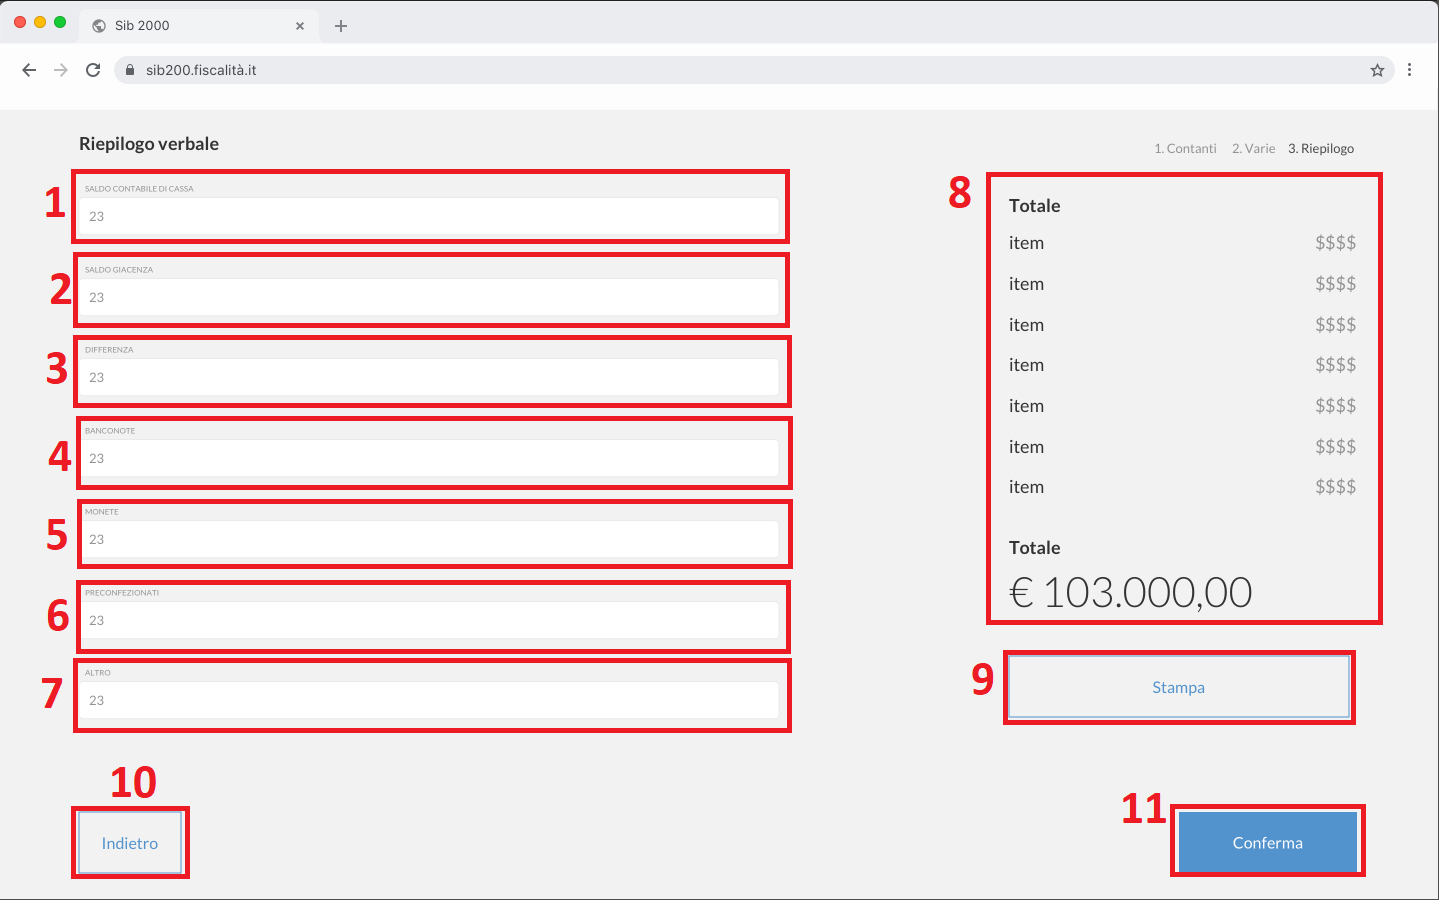 Sib 2000
sib200.fiscalità.it
Riepilogo verbale
1. Contanti 2. Varie 3. Riepilogo
1
SALDO CONTABILE DI CASSA
23
2
SALDO GIACENZA
23
3
DIFFERENZA
23
4
BANCONOTE
23
5
MONETE
23
6
PRECONFEZIONATI
23
7
ALTRO
23
8
Totale
item $$$$
item $$$$
item $$$$
item $$$$
item $$$$
item $$$$
item $$$$
Totale
€ 103.000,00
9
Stampa
10
Indietro
11
Conferma